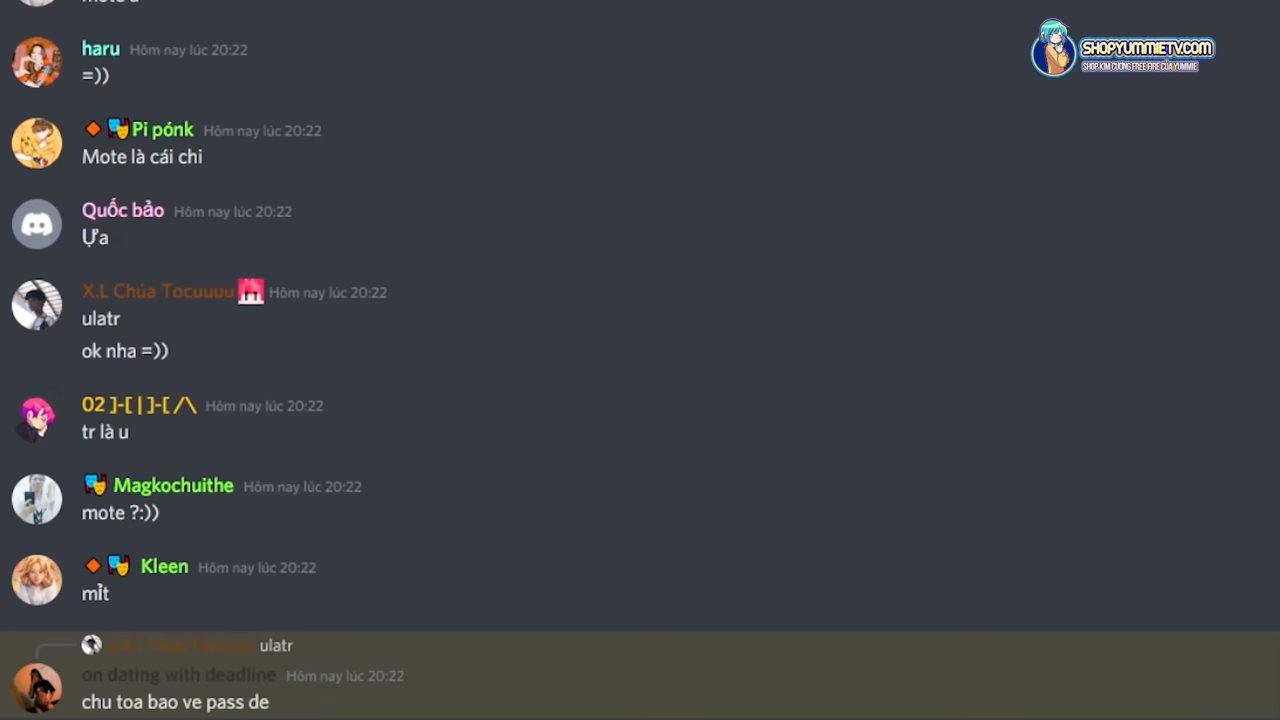 haru Hôm nay lúc 20:22
=))
SHOPYUMMIETV.COM
SHOP KIM CƯƠNG FREE FIRE CỦA YUMMIE
Pi pónk Hôm nay lúc 20:22
Mote là cái chi
Quốc bảo Hôm nay lúc 20:22
Ựa
X.L Chúa Tocuuuu Hôm nay lúc 20:22
ulatr
ok nha =))
02 ]-[ | ]-[ /\ Hôm nay lúc 20:22
tr là u
Magkochuithe Hôm nay lúc 20:22
mote ?:))
Kleen Hôm nay lúc 20:22
mỉt
ulatr
on dating with deadline Hôm nay lúc 20:22
chu toa bao ve pass de